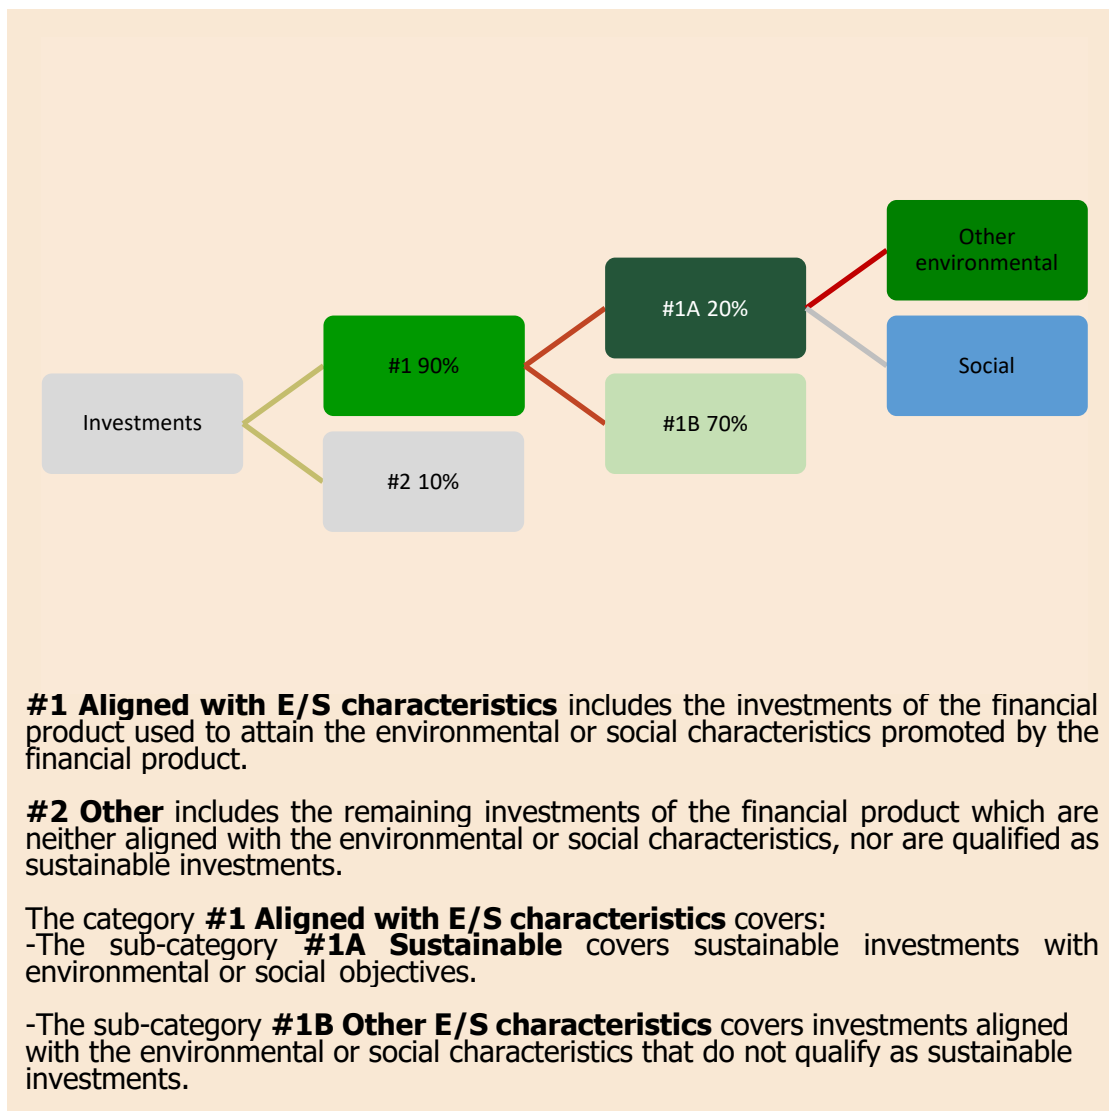 Other
environmental
#1A 20%
#1 90%
Social
Investments
#1B 70%
#2 10%
#1 Aligned with E/S characteristics includes the investments of the financial
product used to attain the environmental or social characteristics promoted by the
financial product.
#2 Other includes the remaining investments of the financial product which are
neither aligned with the environmental or social characteristics, nor are qualified as
sustainable investments.
The category #1 Aligned with E/S characteristics covers:
-The sub-category #1A Sustainable covers sustainable investments with
environmental or social objectives.
-The sub-category #1B Other E/S characteristics covers investments aligned
with the environmental or social characteristics that do not qualify as sustainable
investments.